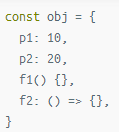 const obj = {
  p1: 10,
  p2: 20,
  f1() {},
  f2: () => {},
}